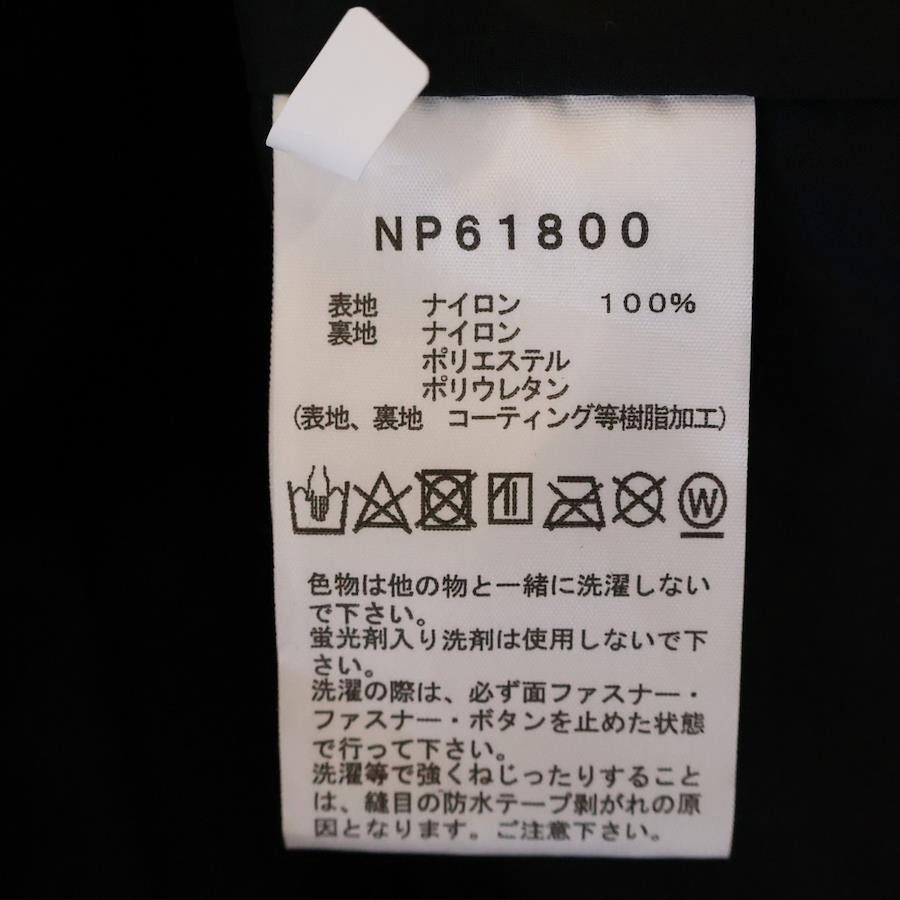 NP61800
表地 ナイロン 100%
裏地 ナイロン
ポリエステル
ポリウレタン
(表地、裏地 コーティング等樹脂加工)
W
色物は他の物と一緒に洗濯しない
で下さい。
蛍光剤入り洗剤は使用しないで下
さい。
洗濯の際は、必ず面ファスナー・
ファスナー・ボタンを止めた状態
で行って下さい。
洗濯等で強くねじったりすること
は、縫目の防水テープ剥がれの原
因となります。ご注意下さい。